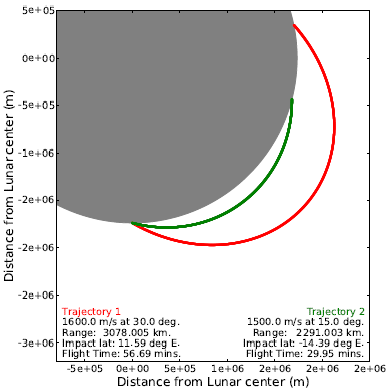 5e+05
0e+00
-5e+05
-1e+06
-2e+06
-2e+06
-2e+06
-3e+06
Distance from Lunar center (m)
Trajectory 1
1600.0 m/s at 30.0 deg.
Range: 3078.005 km.
Impact lat: 11.59 deg E.
Flight Time: 56.69 mins.
Trajectory 2
1500.0 m/s at 15.0 deg.
Range: 2291.003 km.
Impact lat: -14.39 deg E.
Flight Time: 29.95 mins.
-5e+05 0e+00 5e+05 1e+06 2e+06 2e+06 2e+06
Distance from Lunar center (m)